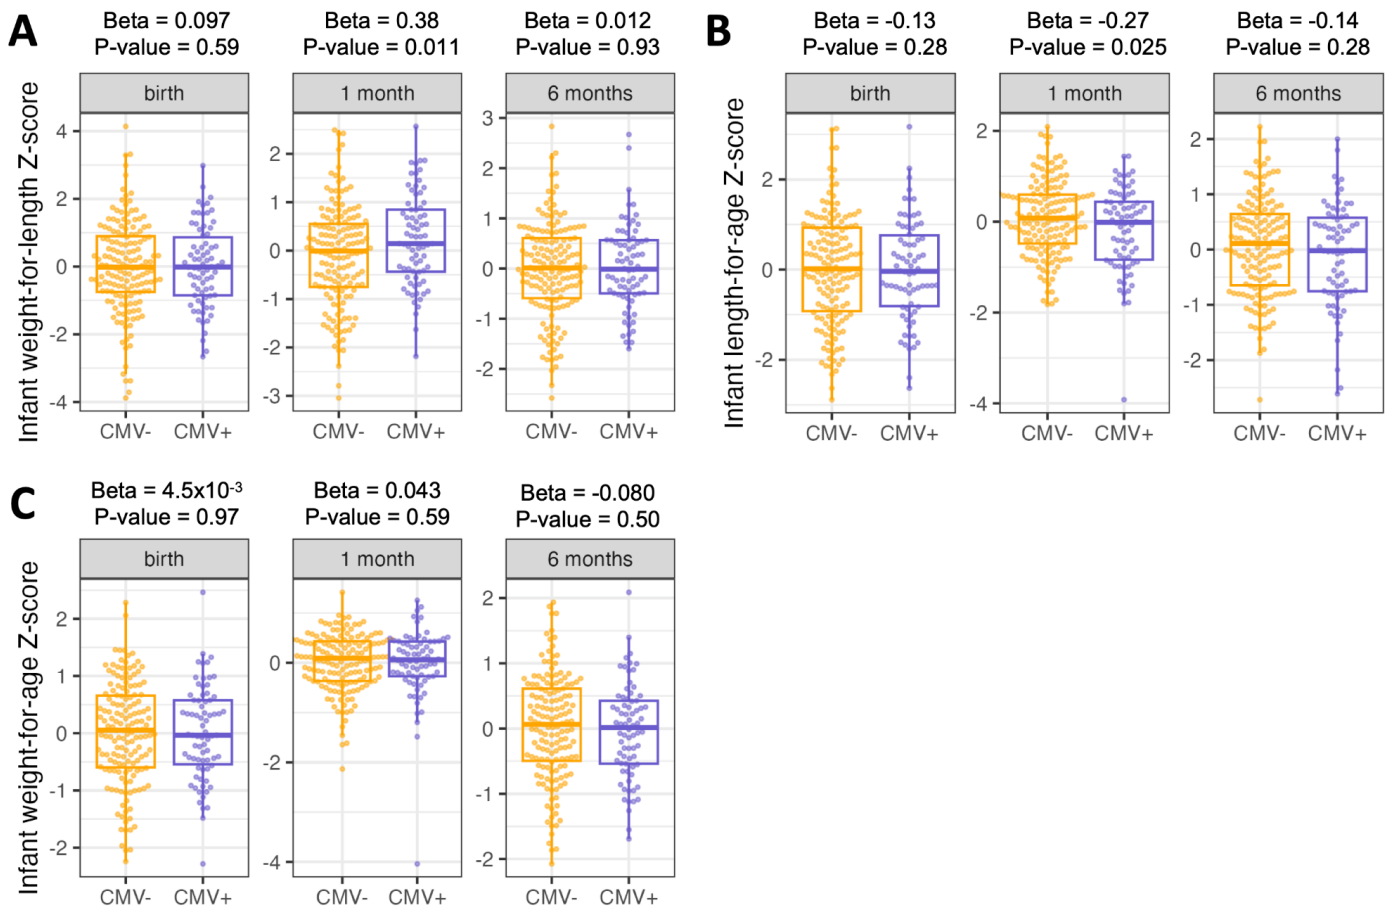 A
Beta = 0.097
P-value = 0.59
Beta = 0.38
P-value = 0.011
Beta = 0.012
P-value = 0.93
Infant weight-for-length Z-score
birth
4
2
0
-2
-4
CMV-
CMV+
1 month
2
1
0
-1
-2
-3
CMV-
CMV+
6 months
3
2
1
0
-1
-2
CMV-
CMV+
B
Beta = -0.13
P-value = 0.28
Beta = -0.27
P-value = 0.025
Beta = -0.14
P-value = 0.28
Infant length-for-age Z-score
birth
2
0
-2
CMV-
CMV+
1 month
2
0
-2
-4
CMV-
CMV+
6 months
2
1
0
-1
-2
CMV-
CMV+
C
Beta = 4.5x10-3
P-value = 0.97
Beta = 0.043
P-value = 0.59
Beta = -0.080
P-value = 0.50
Infant weight-for-age Z-score
birth
2
1
0
-1
-2
CMV-
CMV+
1 month
0
-2
-4
CMV-
CMV+
6 months
2
1
0
-1
-2
CMV-
CMV+